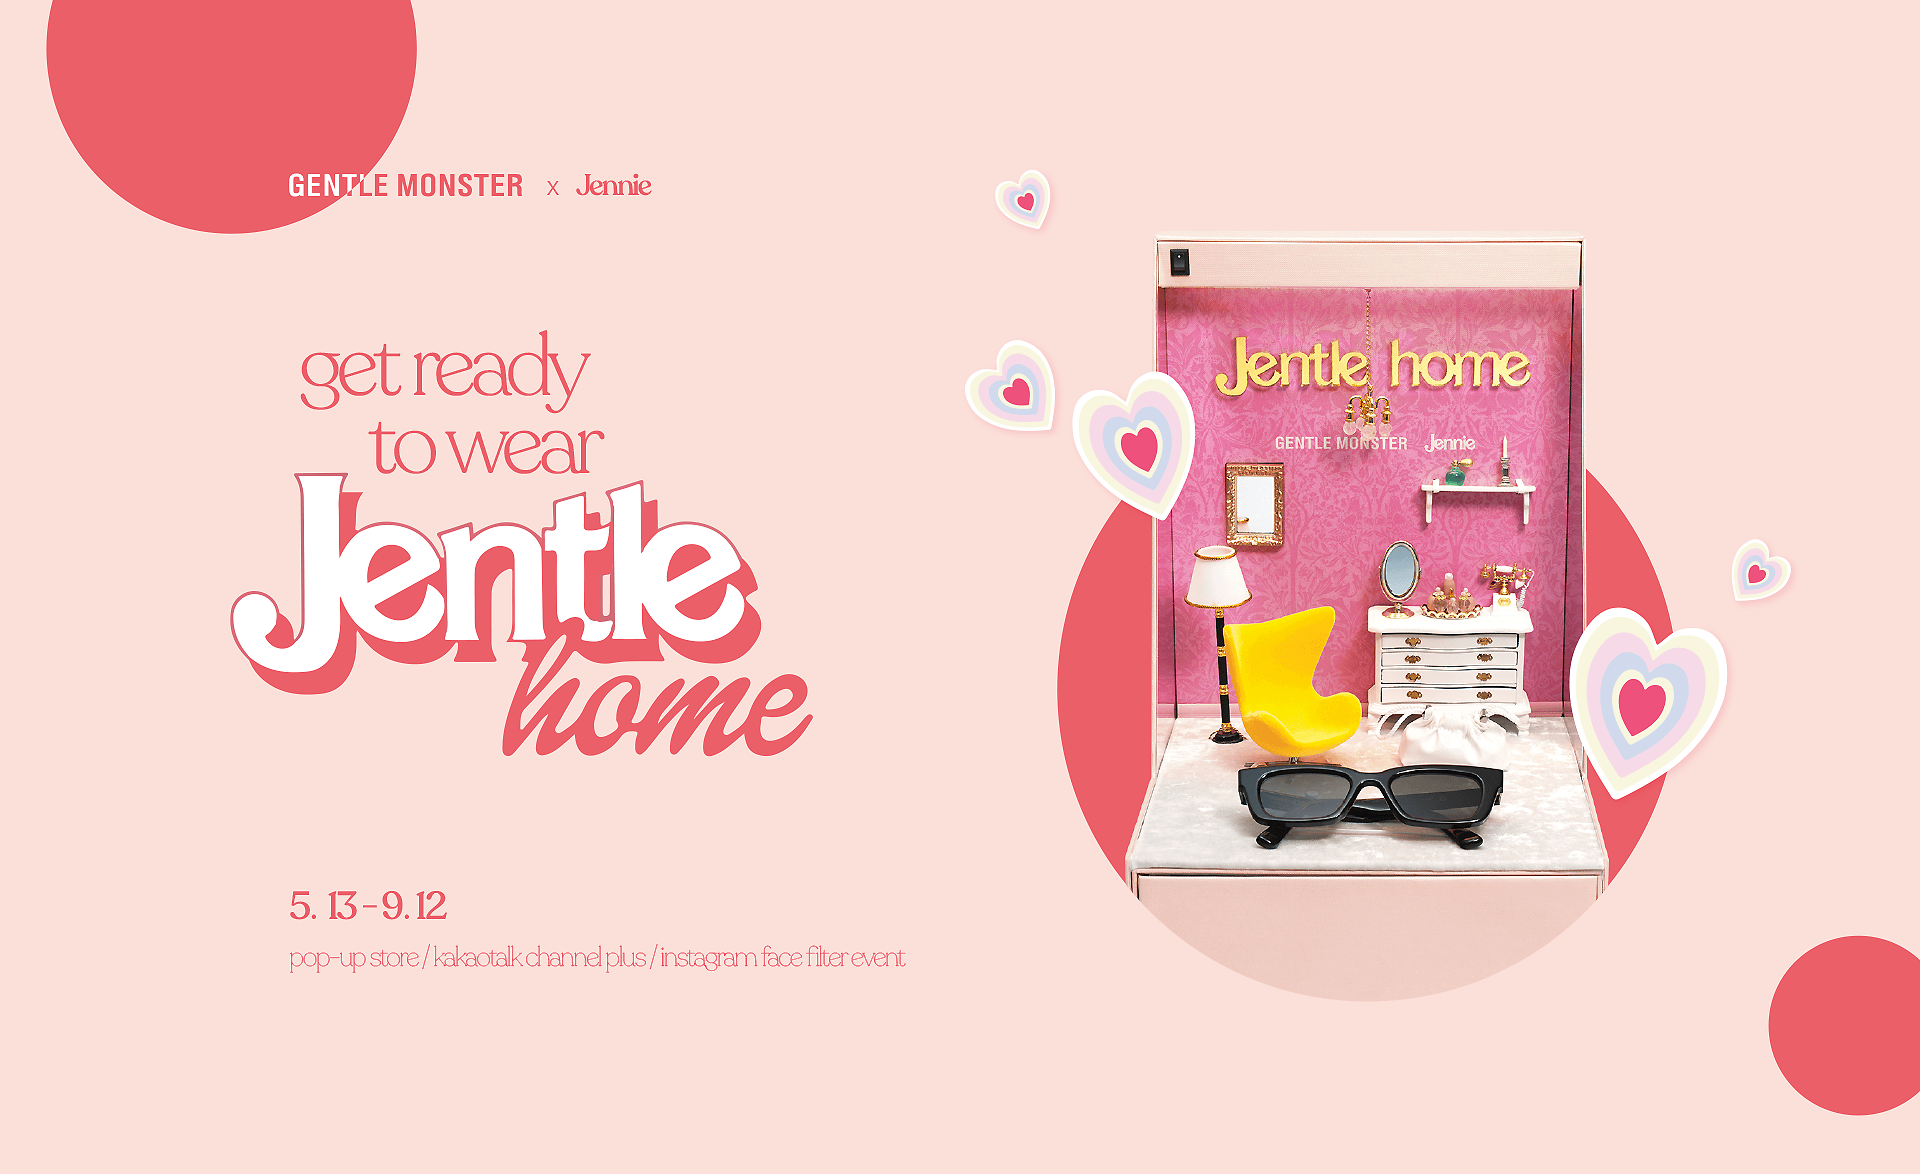 GENTLE MONSTER x Jennie
get ready
to wear
Jentle
home
5. 13-9. 12
pop-up store / kakaotalk channel plus / instagram face filter event
Jentle home
GENTLE MONSTER Jennie